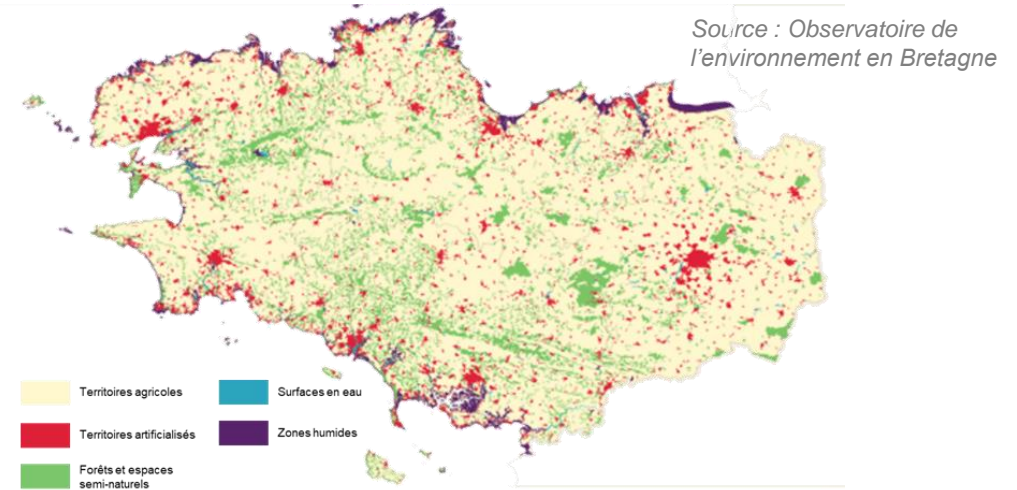 Source : Observatoire de
l'environnement en Bretagne
Territoires agricoles
Surfaces en eau
Territoires artificialisés
Zones humides
Forêts et espaces
semi-naturels